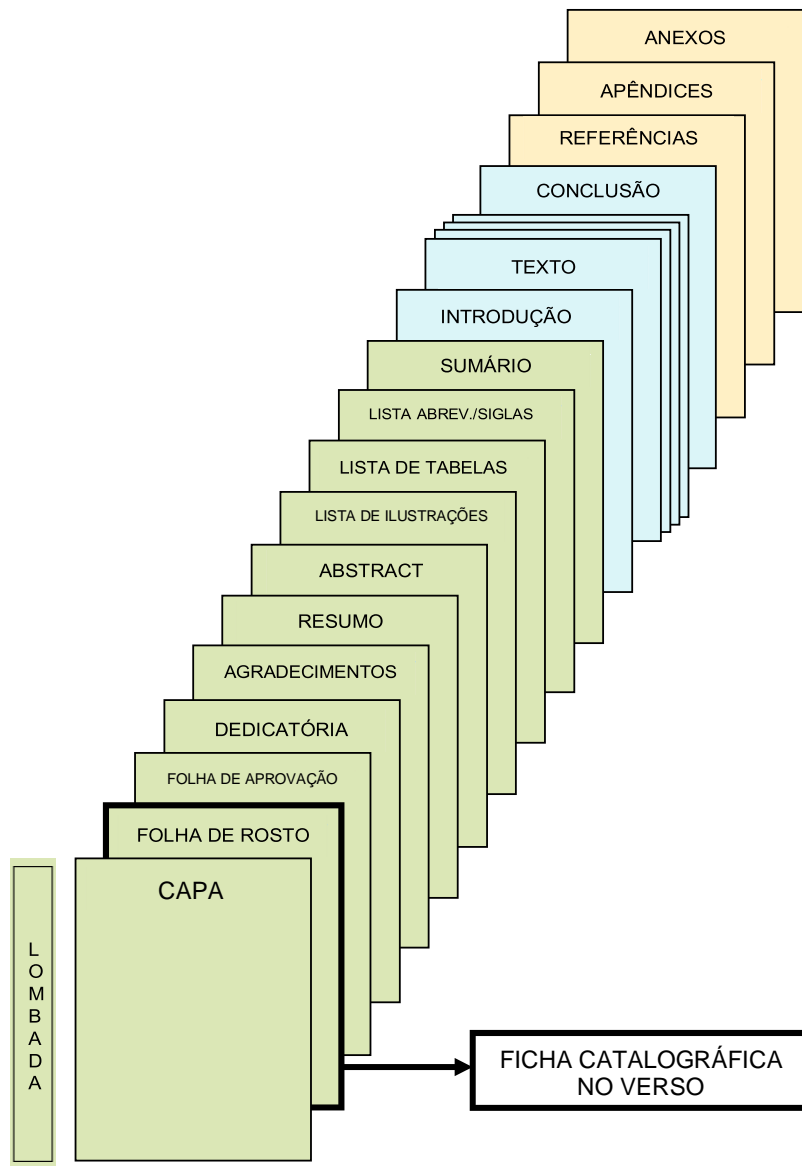 ANEXOS
APÊNDICES
REFERÊNCIAS
CONCLUSÃO
TEXTO
INTRODUÇÃO
SUMÁRIO
LISTA ABREV./SIGLAS
LISTA DE TABELAS
LISTA DE ILUSTRAÇÕES
ABSTRACT
RESUMO
AGRADECIMENTOS
DEDICATÓRIA
FOLHA DE APROVAÇÃO
FOLHA DE ROSTO
CAPA
LOMBADA
FICHA CATALOGRÁFICA
NO VERSO